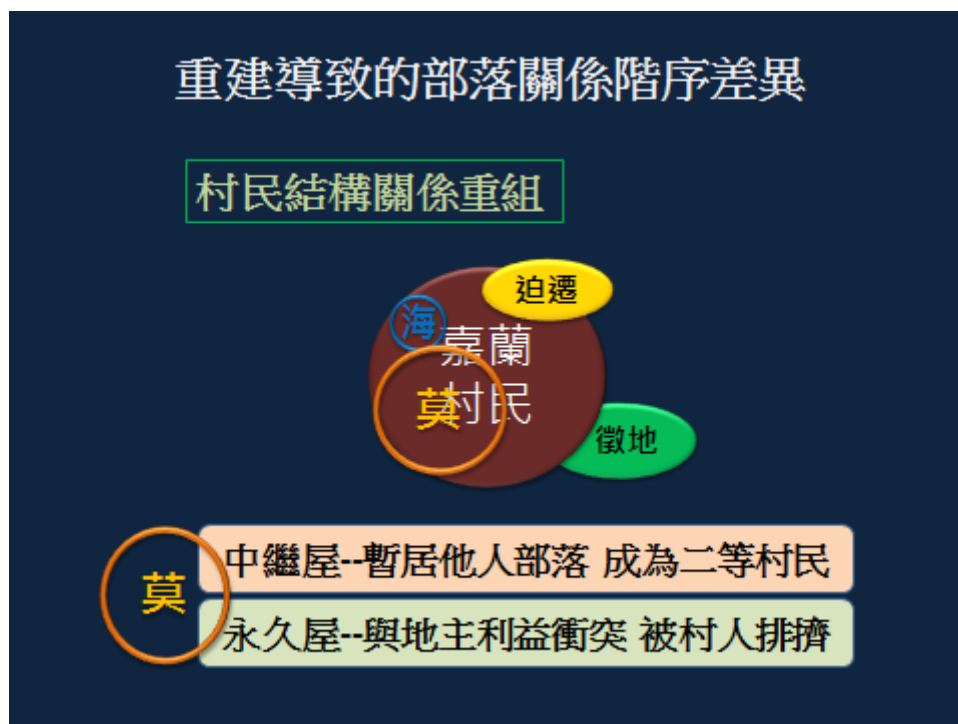 重建導致的部落關係階序差異
村民結構關係重組
迫遷
海
嘉蘭
村民
莫
徵地
莫
中繼屋--暫居他人部落 成為二等村民
永久屋--與地主利益衝突 被村人排擠